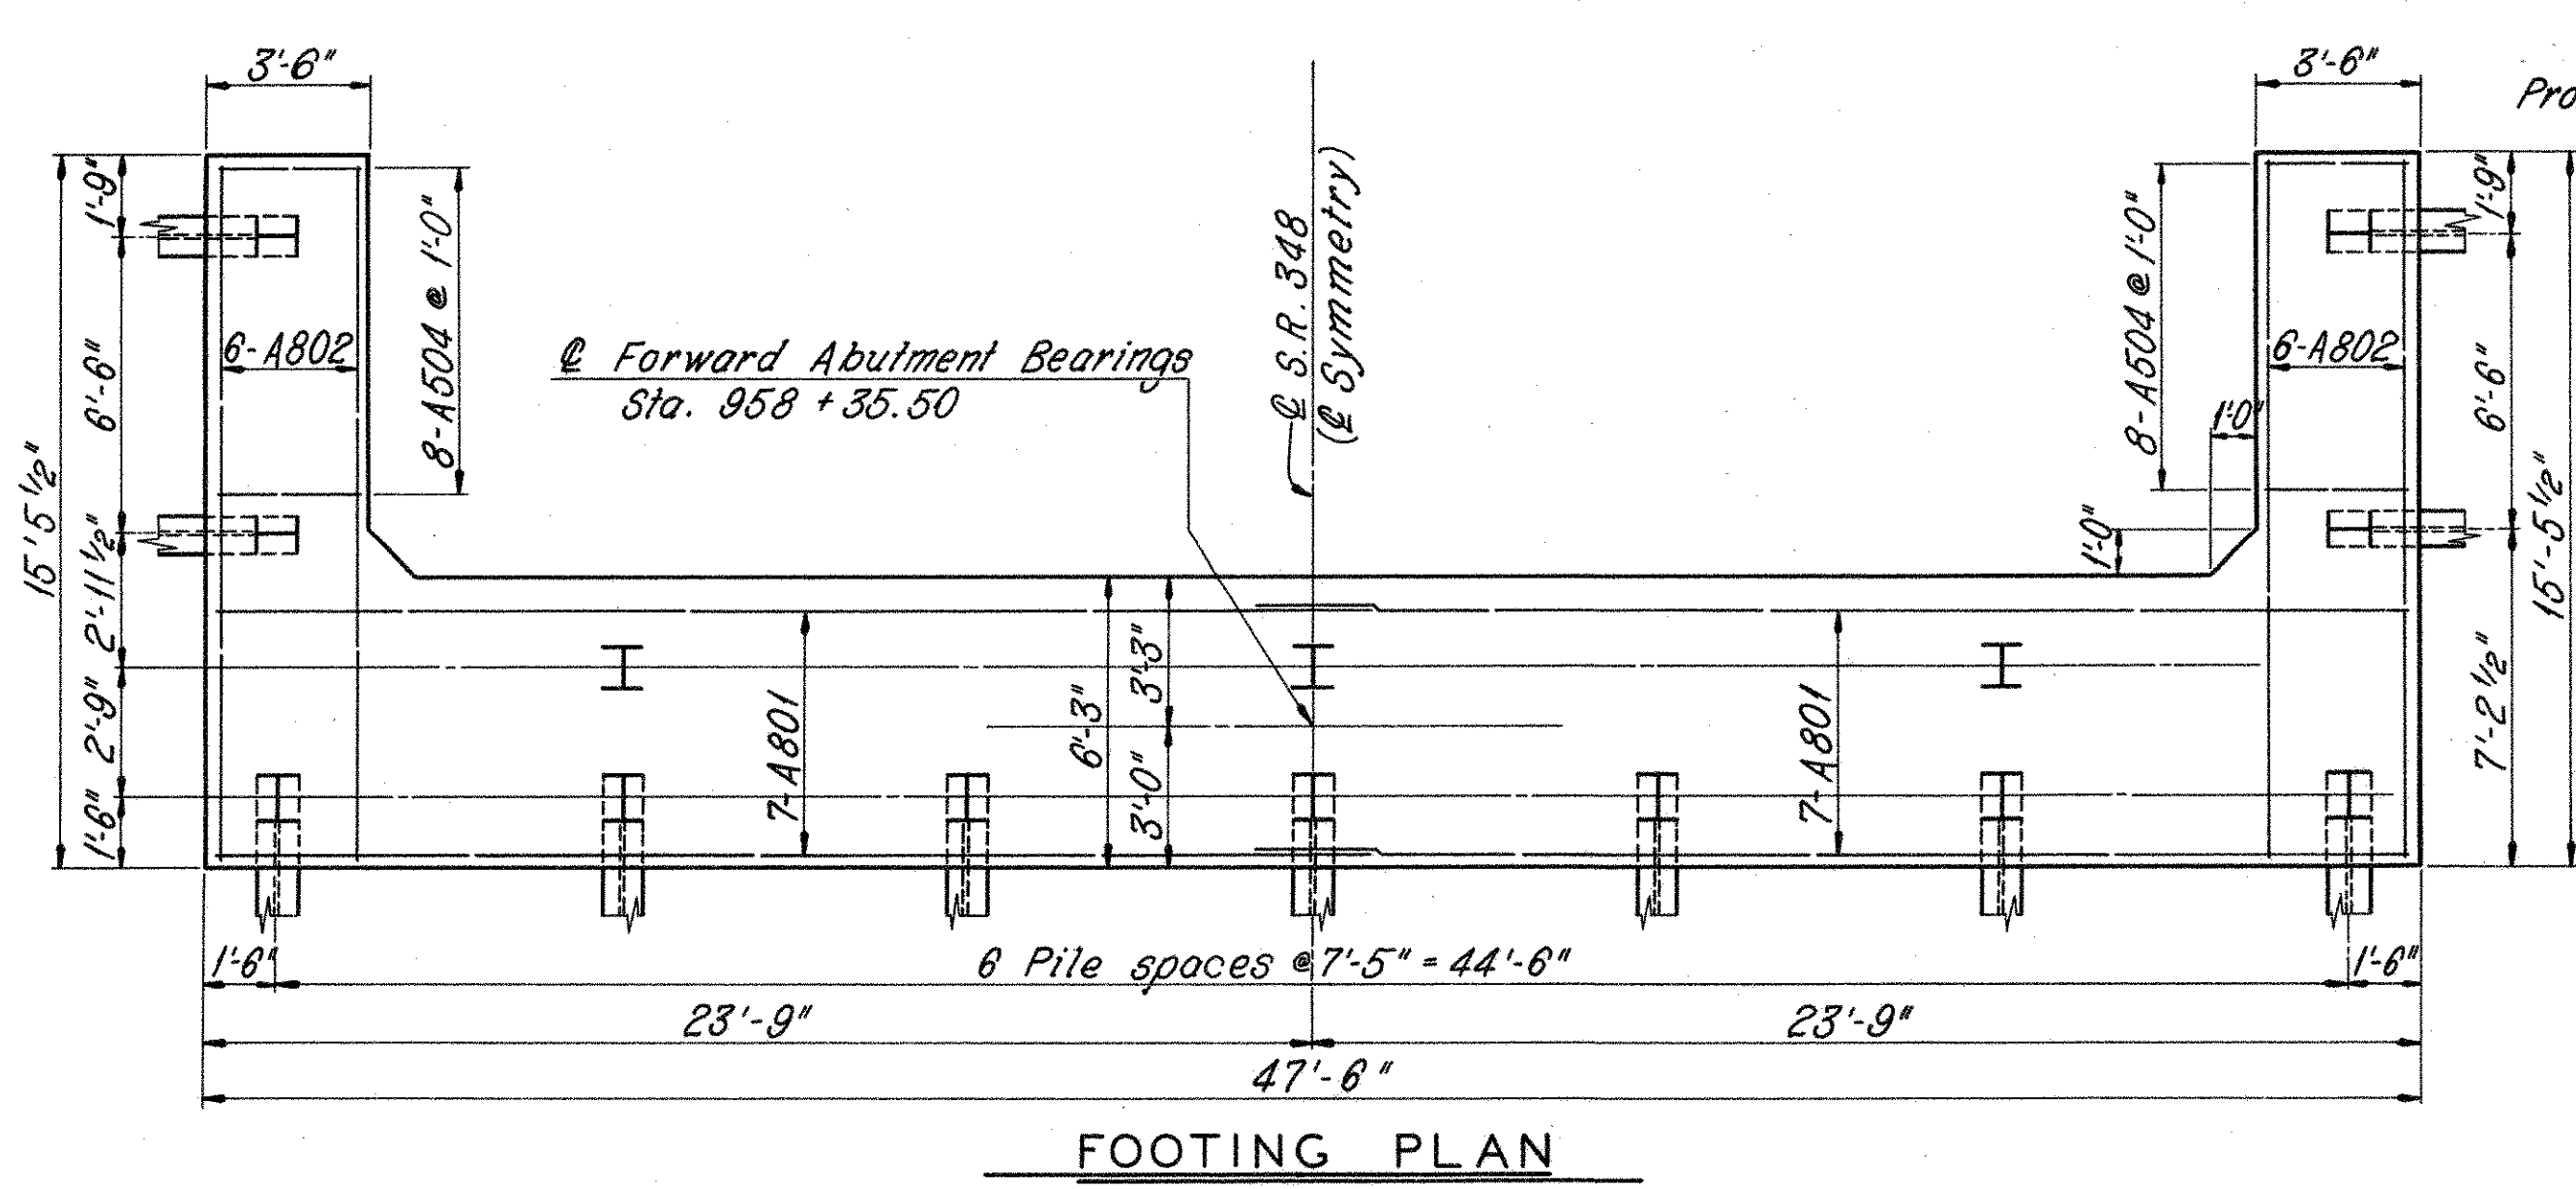 3'-6"
3'-6"
Pro
1'-9"
6'-6"
2'-11 1/2"
2'-9"
1'-6"
15'5 1/2"
6-A802
8-A504 @ 1'-0"
℄ Forward Abutment Bearings
Sta. 958 + 35.50
℄ S.R. 348
(℄ Symmetry)
8-A504 @ 1'-0"
6-A802
1'-0"
1'-0"
1'-9"
6'-6"
7'-2 1/2"
15'-5 1/2"
7-A801
6'-3"
3'-3"
3'-0"
7-A801
1'-6"
6 Pile spaces @ 7'-5" = 44'-6"
1'-6"
23'-9"
23'-9"
47'-6"
FOOTING PLAN